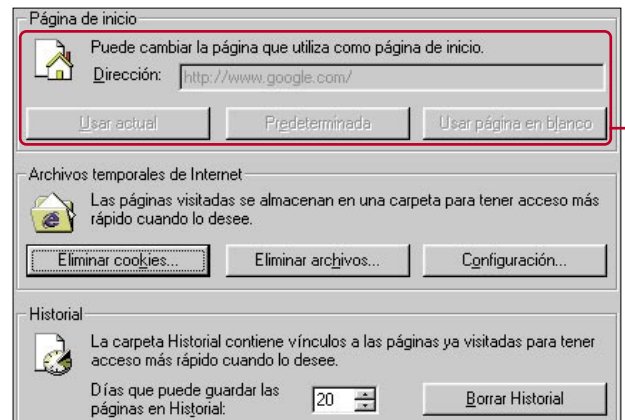 Página de inicio
Puede cambiar la página que utiliza como página de inicio.
Dirección: http://www.google.com/
Usar actual Predeterminada Usar página en blanco
Archivos temporales de Internet
Las páginas visitadas se almacenan en una carpeta para tener acceso más
rápido cuando lo desee.
Eliminar cookies... Eliminar archivos... Configuración...
Historial
La carpeta Historial contiene vínculos a las páginas ya visitadas para tener
acceso más rápido cuando lo desee.
Días que puede guardar las
páginas en Historial: 20 Borrar Historial